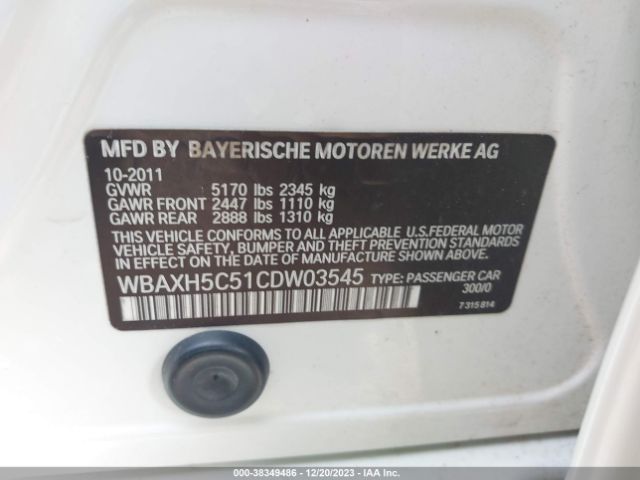 MFD BY BAYERISCHE MOTOREN WERKE AG
10-2011
GVWR 5170 lbs 2345 kg
GAWR FRONT 2447 lbs 1110 kg
GAWR REAR 2888 lbs 1310 kg
THIS VEHICLE CONFORMS TO ALL APPLICABLE U.S.FEDERAL MOTOR
VEHICLE SAFETY, BUMPER AND THEFT PREVENTION STANDARDS IN
EFFECT ON THE DATE OF MANUFACTURE SHOWN ABOVE.
WBAXH5C51CDW03545 TYPE: PASSENGER CAR
300/0
7315814
000-38349486 - 12/20/2023 - IAA Inc.